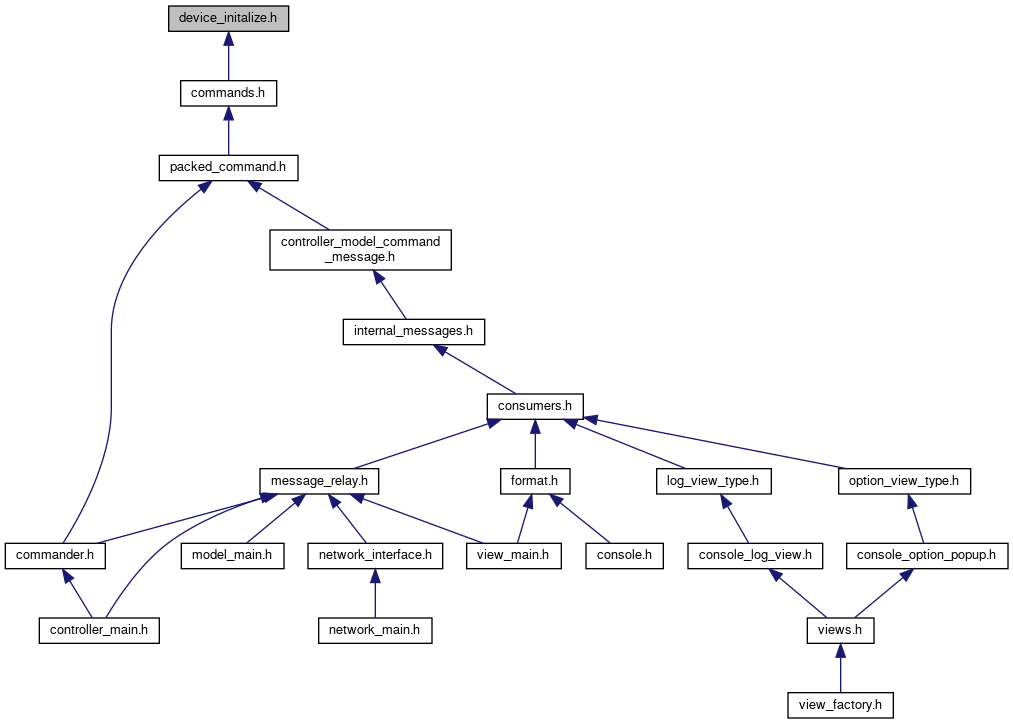 device_initalize.h
commands.h
packed_command.h
controller_model_command
_message.h
internal_messages.h
consumers.h
message_relay.h
format.h
log_view_type.h
option_view_type.h
commander.h
model_main.h
network_interface.h
view_main.h
console.h
console_log_view.h
console_option_popup.h
controller_main.h
network_main.h
views.h
view_factory.h